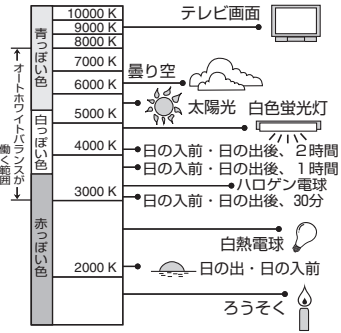 オートホワイトバランスが
働く範囲
青っぽい色
白っぽい色
赤っぽい色
10000 K
9000 K
8000 K
7000 K
6000 K
5000 K
4000 K
3000 K
2000 K
テレビ画面
曇り空
太陽光
白色蛍光灯
日の入前・日の出後、2時間
日の入前・日の出後、1時間
ハロゲン電球
日の入前・日の出後、30分
白熱電球
日の出・日の入前
ろうそく